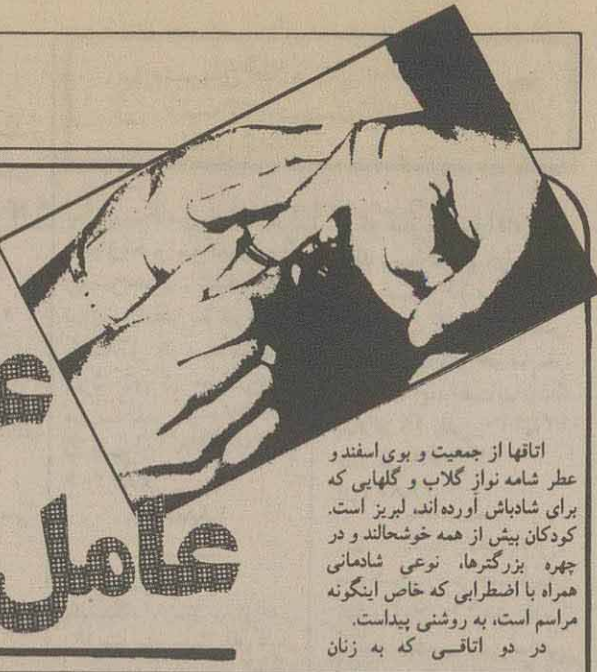 عامل
اتاقها از جمعیت و بوی اسفند و
عطر شامه نواز گلاب و گلهایی که
برای شادباش آورده‌اند، لبریز است.
کودکان بیش از همه خوشحالند و در
چهره بزرگترها، نوعی شادمانی
همراه با اضطرابی که خاص اینگونه
مراسم است، به روشنی پیداست.
در دو اتاقــی که به زنان